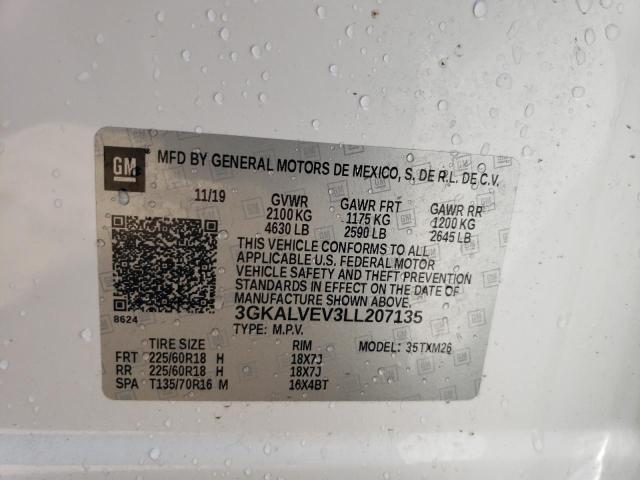 GM MFD BY GENERAL MOTORS DE MEXICO, S. DE R.L. DE C.V.
11/19 GVWR GAWR FRT GAWR RR
2100 KG 1175 KG 1200 KG
4630 LB 2590 LB 2645 LB
THIS VEHICLE CONFORMS TO ALL
APPLICABLE U.S. FEDERAL MOTOR
VEHICLE SAFETY AND THEFT PREVENTION
STANDARDS IN EFFECT ON THE DATE OF
MANUFACTURE SHOWN ABOVE.
8624 3GKALVEV3LL207135
TYPE: M.P.V. MODEL: 35TXM26
TIRE SIZE RIM
FRT 225/60R18 H 18X7J
RR 225/60R18 H 18X7J
SPA T135/70R16 M 16X4BT